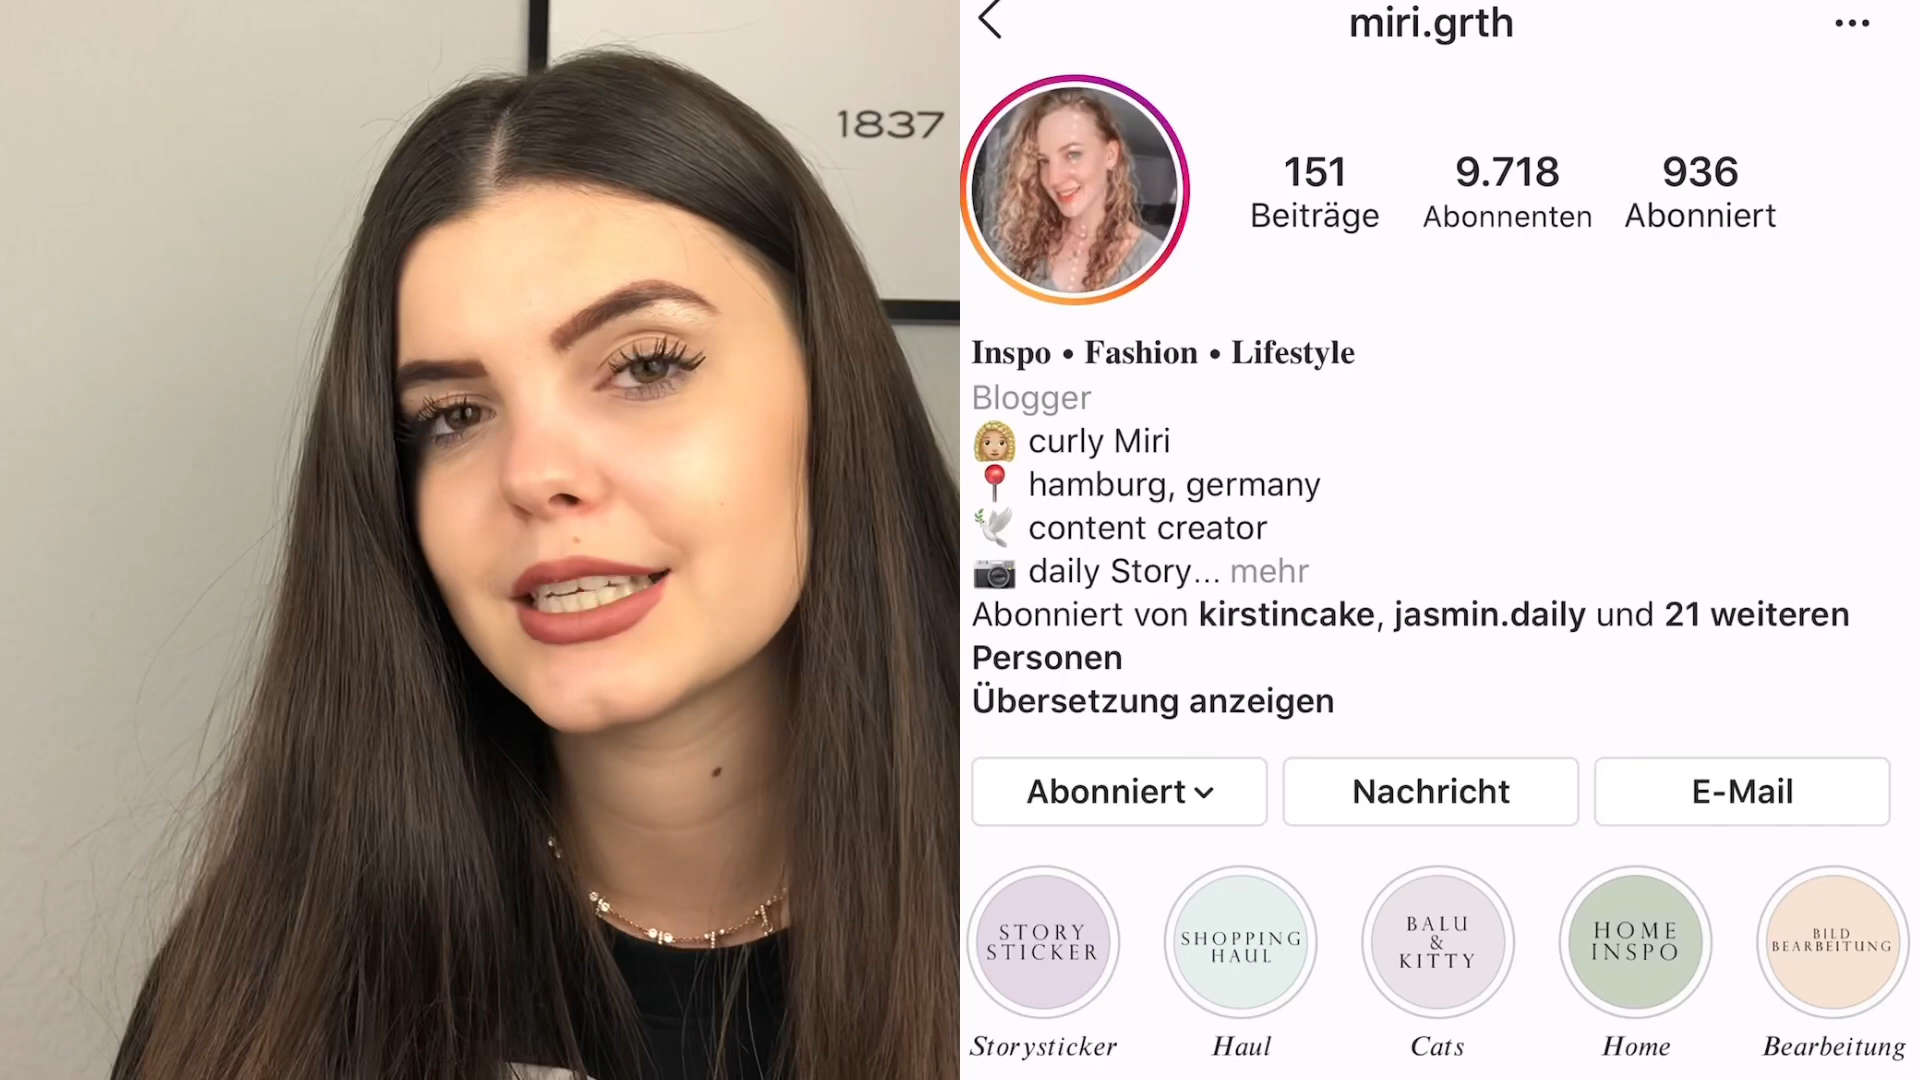 1837
miri.grth
151
Beiträge
9.718
Abonnenten
936
Abonniert
Inspo • Fashion • Lifestyle
Blogger
curly Miri
hamburg, germany
content creator
daily Story... mehr
Abonniert von kirstincake, jasmin.daily und 21 weiteren
Personen
Übersetzung anzeigen
Abonniert
Nachricht
E-Mail
STORY
STICKER
SHOPPING
HAUL
BALU
&
KITTY
HOME
INSPO
BILD
BEARBEITUNG
Storysticker
Haul
Cats
Home
Bearbeitung